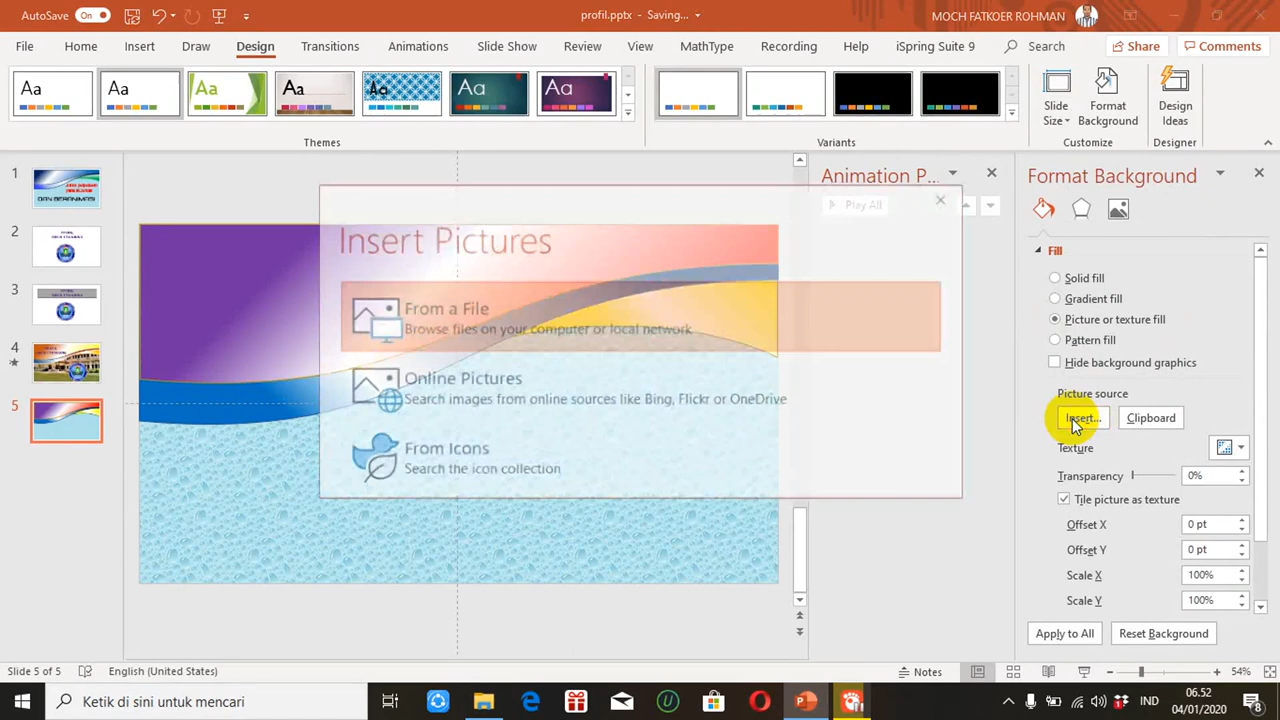 AutoSave On profil.pptx - Saving... MOCH FATKOER ROHMAN
File Home Insert Draw Design Transitions Animations Slide Show Review View MathType Recording Help iSpring Suite 9 Search Share Comments
Aa Aa Aa Aa Aa Aa Aa
Slide Size Format Background Design Ideas
Themes Variants Customize Designer
Animation P...
Play All
Format Background
Fill
Solid fill
Gradient fill
Picture or texture fill
Pattern fill
Hide background graphics
Picture source
Insert... Clipboard
Texture
Transparency 0%
Tile picture as texture
Offset X 0 pt
Offset Y 0 pt
Scale X 100%
Scale Y 100%
Apply to All Reset Background
Insert Pictures
From a File
Browse files on your computer or local network
Online Pictures
Search images from online sources like Bing, Flickr or OneDrive
From Icons
Search the icon collection
1
2
3
4
5
DAN BERANIMASI
Slide 5 of 5 English (United States) Notes 54%
Ketik di sini untuk mencari
IND
06.52
04/01/2020
8